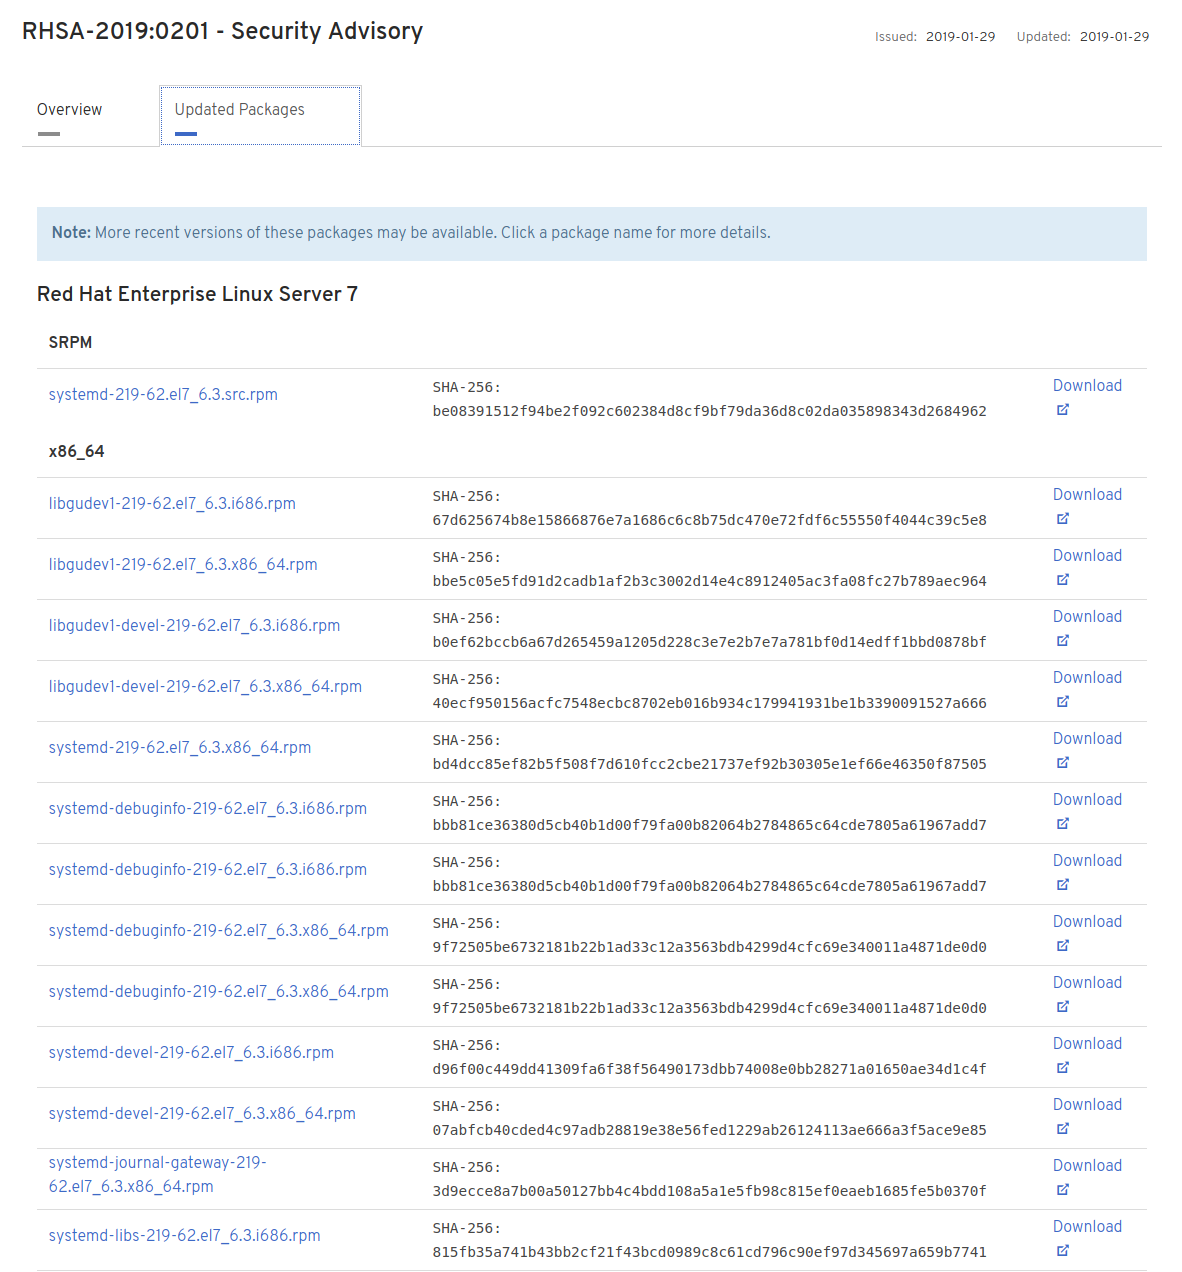 RHSA-2019:0201 - Security Advisory
Issued: 2019-01-29 Updated: 2019-01-29
Overview
Updated Packages
Note: More recent versions of these packages may be available. Click a package name for more details.
Red Hat Enterprise Linux Server 7
SRPM
systemd-219-62.el7_6.3.src.rpm
SHA-256:
be08391512f94be2f092c602384d8cf9bf79da36d8c02da035898343d2684962
Download
x86_64
libgudev1-219-62.el7_6.3.i686.rpm
SHA-256:
67d625674b8e15866876e7a1686c6c8b75dc470e72fdf6c55550f4044c39c5e8
Download
libgudev1-219-62.el7_6.3.x86_64.rpm
SHA-256:
bbe5c05e5fd91d2cadb1af2b3c3002d14e4c8912405ac3fa08fc27b789aec964
Download
libgudev1-devel-219-62.el7_6.3.i686.rpm
SHA-256:
b0ef62bccb6a67d265459a1205d228c3e7e2b7e7a781bf0d14edff1bbd0878bf
Download
libgudev1-devel-219-62.el7_6.3.x86_64.rpm
SHA-256:
40ecf950156acfc7548ecbc8702eb016b934c179941931be1b3390091527a666
Download
systemd-219-62.el7_6.3.x86_64.rpm
SHA-256:
bd4dcc85ef82b5f508f7d610fcc2cbe21737ef92b30305e1ef66e46350f87505
Download
systemd-debuginfo-219-62.el7_6.3.i686.rpm
SHA-256:
bbb81ce36380d5cb40b1d00f79fa00b82064b2784865c64cde7805a61967add7
Download
systemd-debuginfo-219-62.el7_6.3.i686.rpm
SHA-256:
bbb81ce36380d5cb40b1d00f79fa00b82064b2784865c64cde7805a61967add7
Download
systemd-debuginfo-219-62.el7_6.3.x86_64.rpm
SHA-256:
9f72505be6732181b22b1ad33c12a3563bdb4299d4cfc69e340011a4871de0d0
Download
systemd-debuginfo-219-62.el7_6.3.x86_64.rpm
SHA-256:
9f72505be6732181b22b1ad33c12a3563bdb4299d4cfc69e340011a4871de0d0
Download
systemd-devel-219-62.el7_6.3.i686.rpm
SHA-256:
d96f00c449dd41309fa6f38f56490173dbb74008e0bb28271a01650ae34d1c4f
Download
systemd-devel-219-62.el7_6.3.x86_64.rpm
SHA-256:
07abfcb40cded4c97adb28819e38e56fed1229ab26124113ae666a3f5ace9e85
Download
systemd-journal-gateway-219-
62.el7_6.3.x86_64.rpm
SHA-256:
3d9ecce8a7b00a50127bb4c4bdd108a5a1e5fb98c815ef0eaeb1685fe5b0370f
Download
systemd-libs-219-62.el7_6.3.i686.rpm
SHA-256:
815fb35a741b43bb2cf21f43bcd0989c8c61cd796c90ef97d345697a659b7741
Download